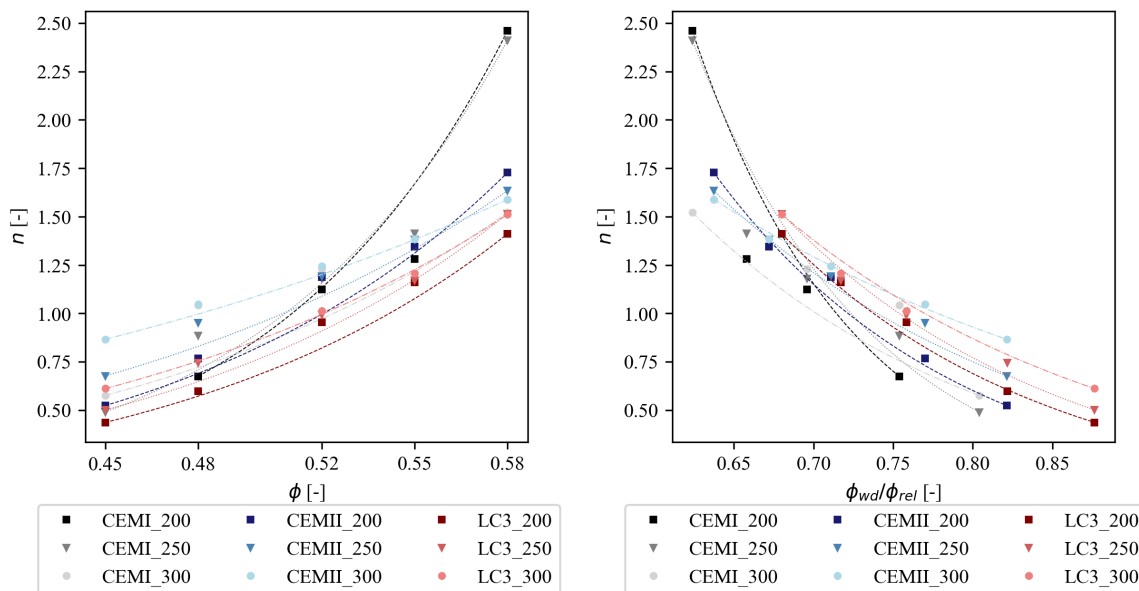 2.50
2.25
2.00
1.75
1.50
1.25
1.00
0.75
0.50
n [-]
0.45 0.48 0.52 0.55 0.58
ϕ [-]
CEMI_200 CEMII_200 LC3_200
CEMI_250 CEMII_250 LC3_250
CEMI_300 CEMII_300 LC3_300
2.50
2.25
2.00
1.75
1.50
1.25
1.00
0.75
0.50
n [-]
0.65 0.70 0.75 0.80 0.85
ϕwd/ϕrel [-]
CEMI_200 CEMII_200 LC3_200
CEMI_250 CEMII_250 LC3_250
CEMI_300 CEMII_300 LC3_300